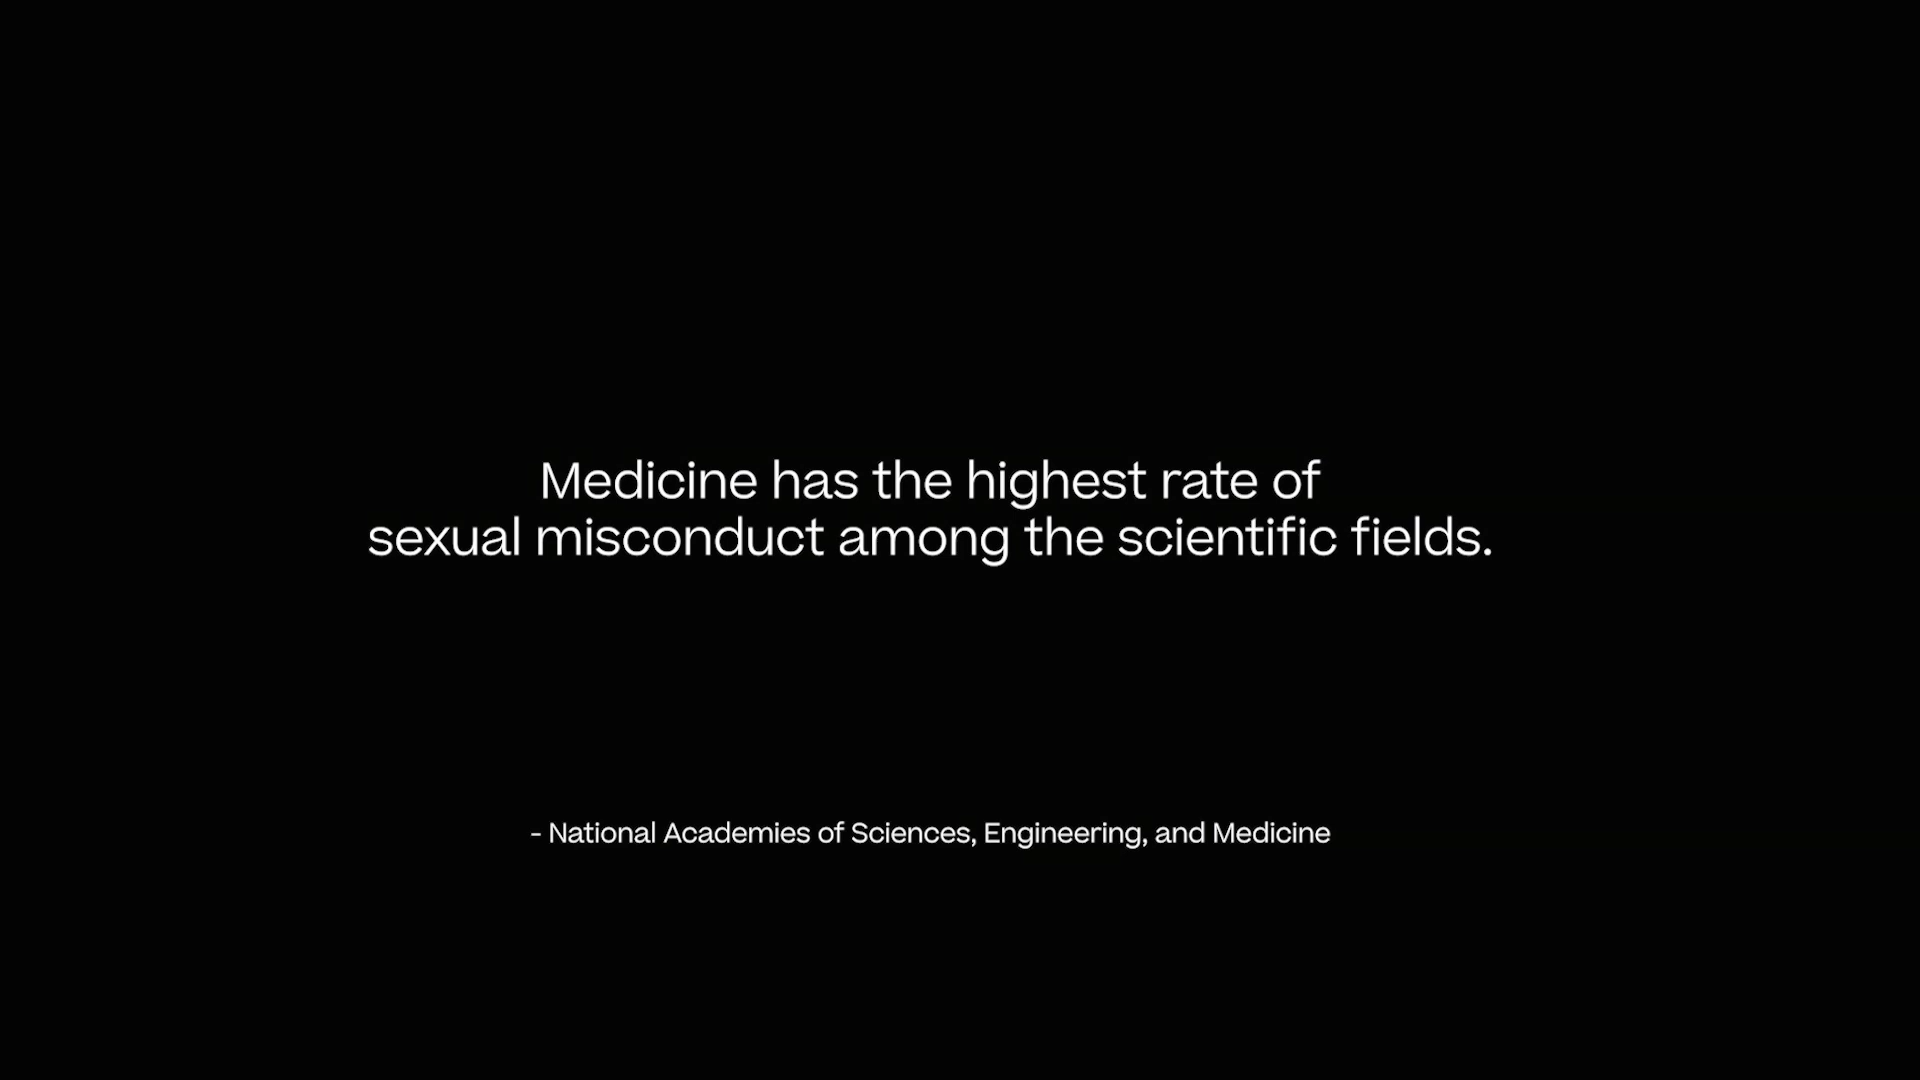 Medicine has the highest rate of
sexual misconduct among the scientific fields.
- National Academies of Sciences, Engineering, and Medicine